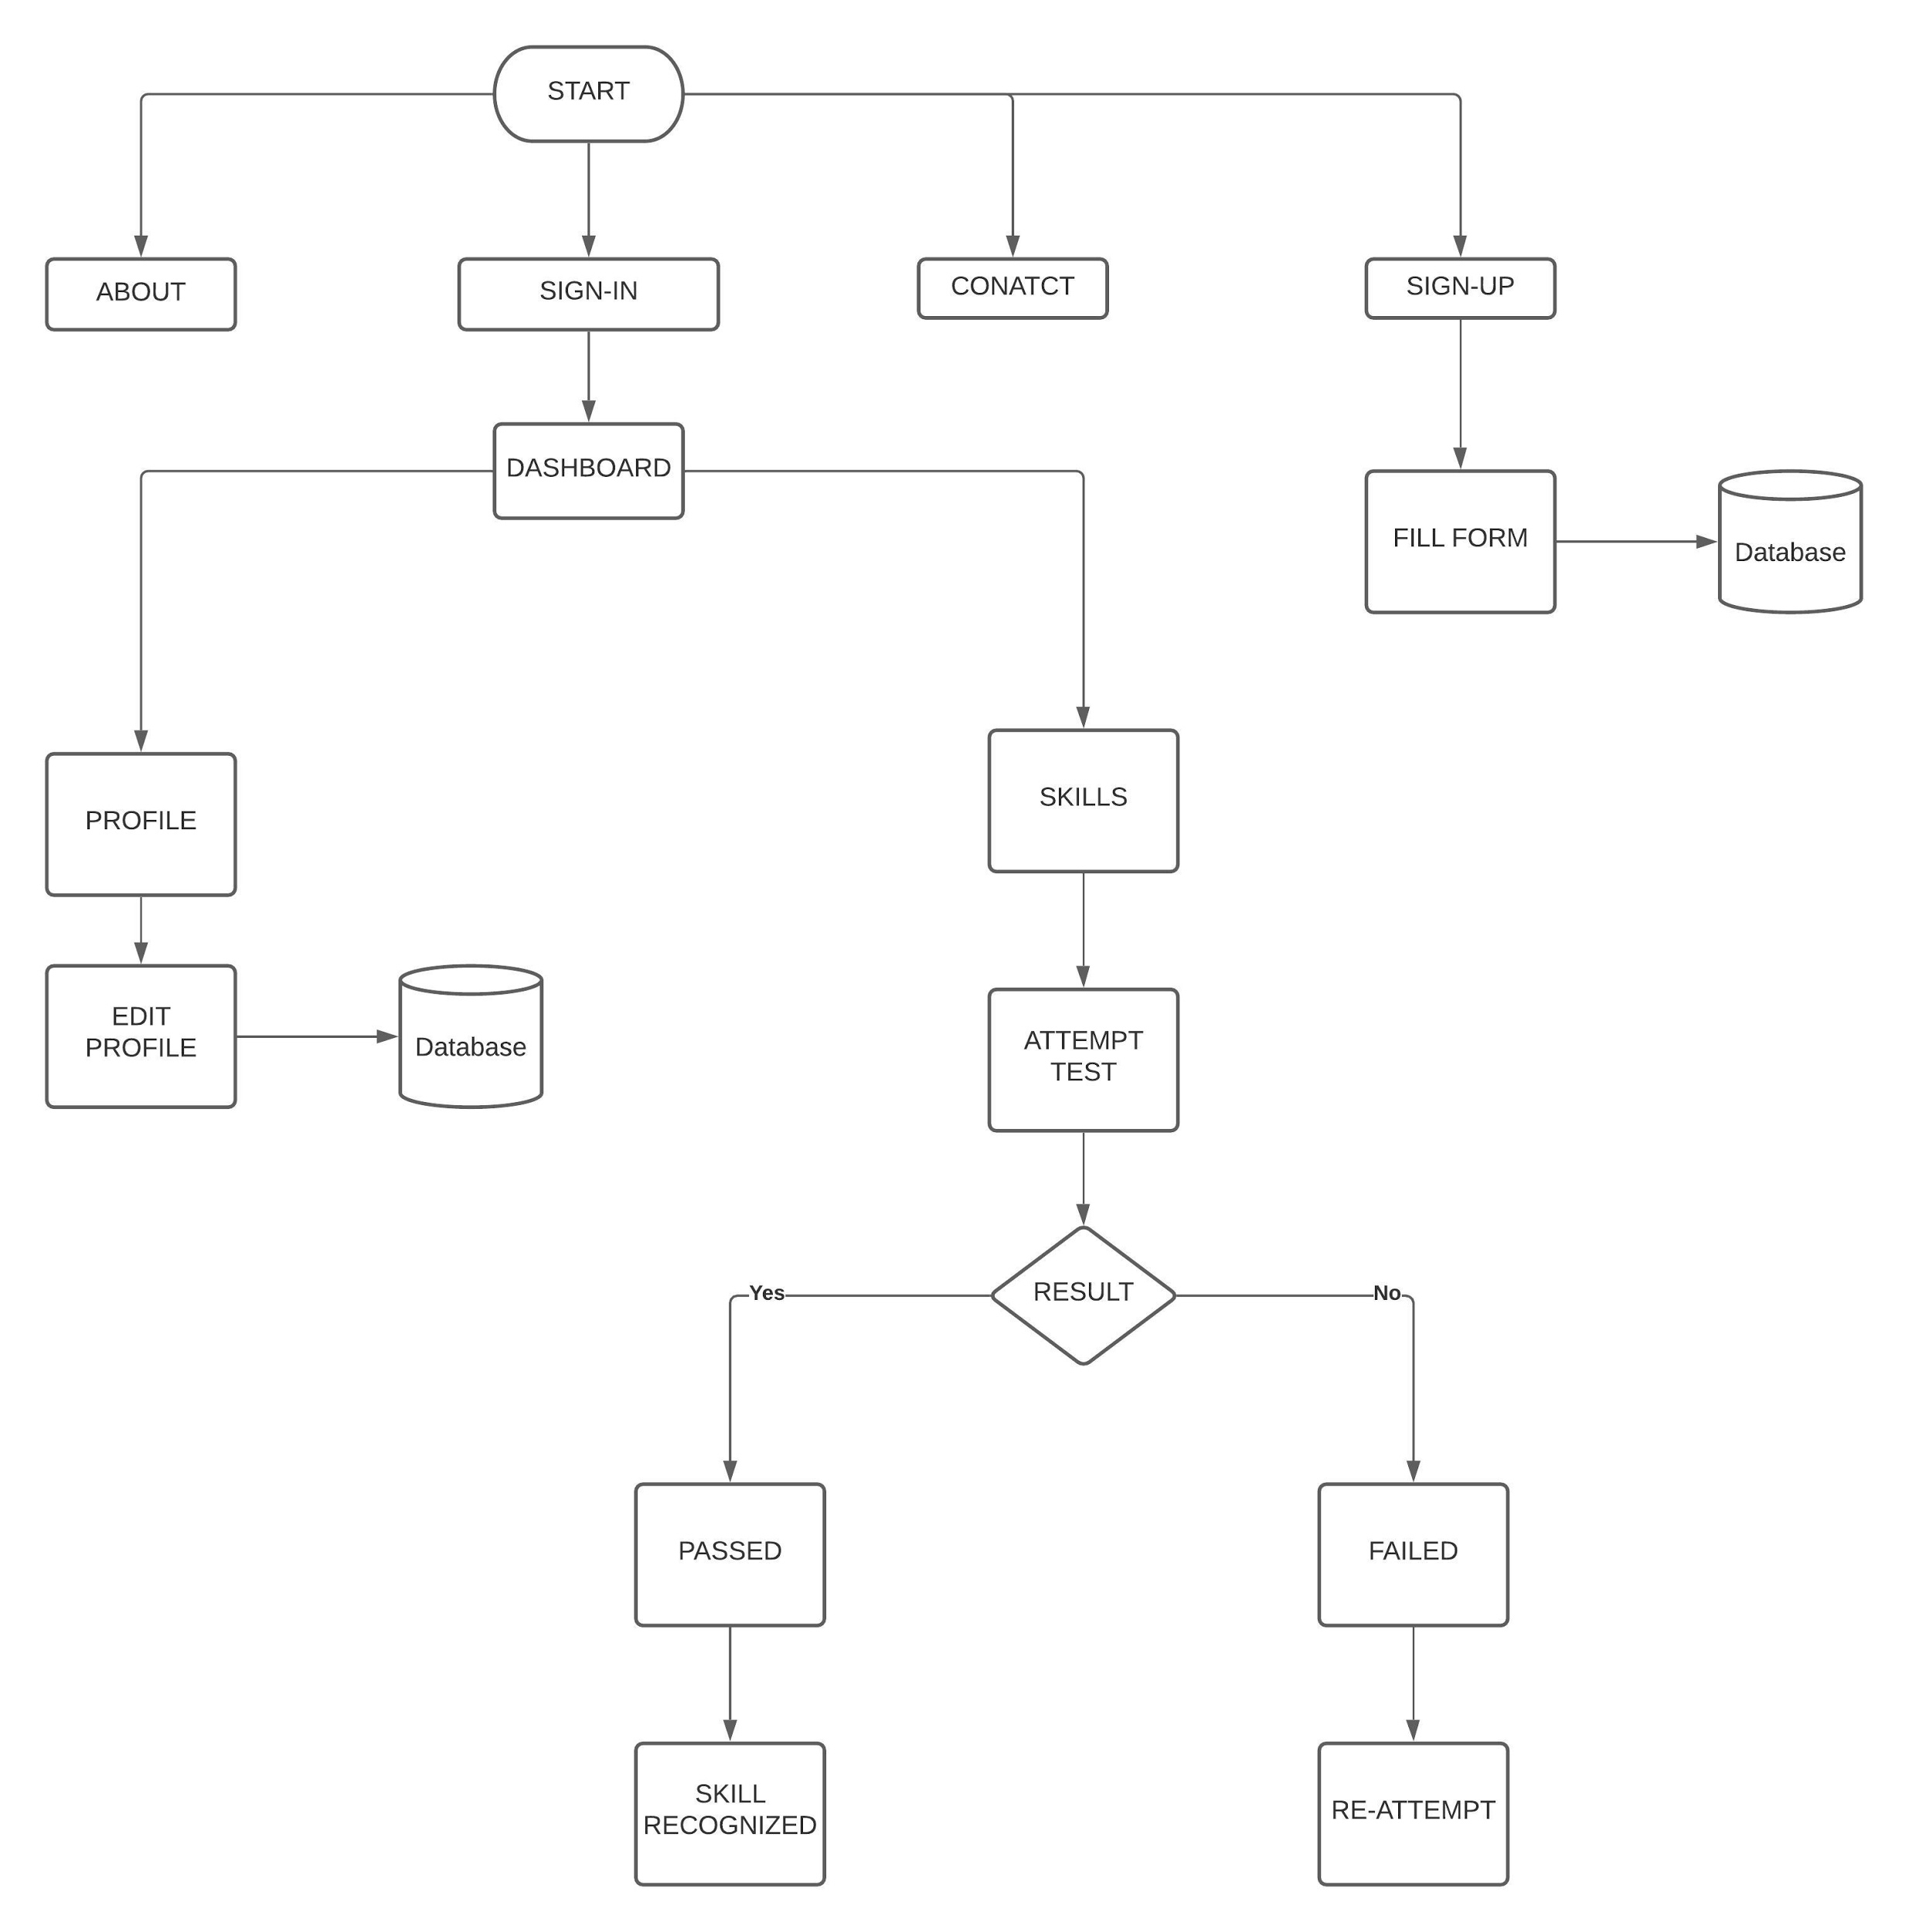 START
ABOUT
SIGN-IN
CONATCT
SIGN-UP
DASHBOARD
FILL FORM
Database
PROFILE
SKILLS
EDIT
PROFILE
Database
ATTEMPT
TEST
Yes
RESULT
No
PASSED
FAILED
SKILL
RECOGNIZED
RE-ATTEMPT